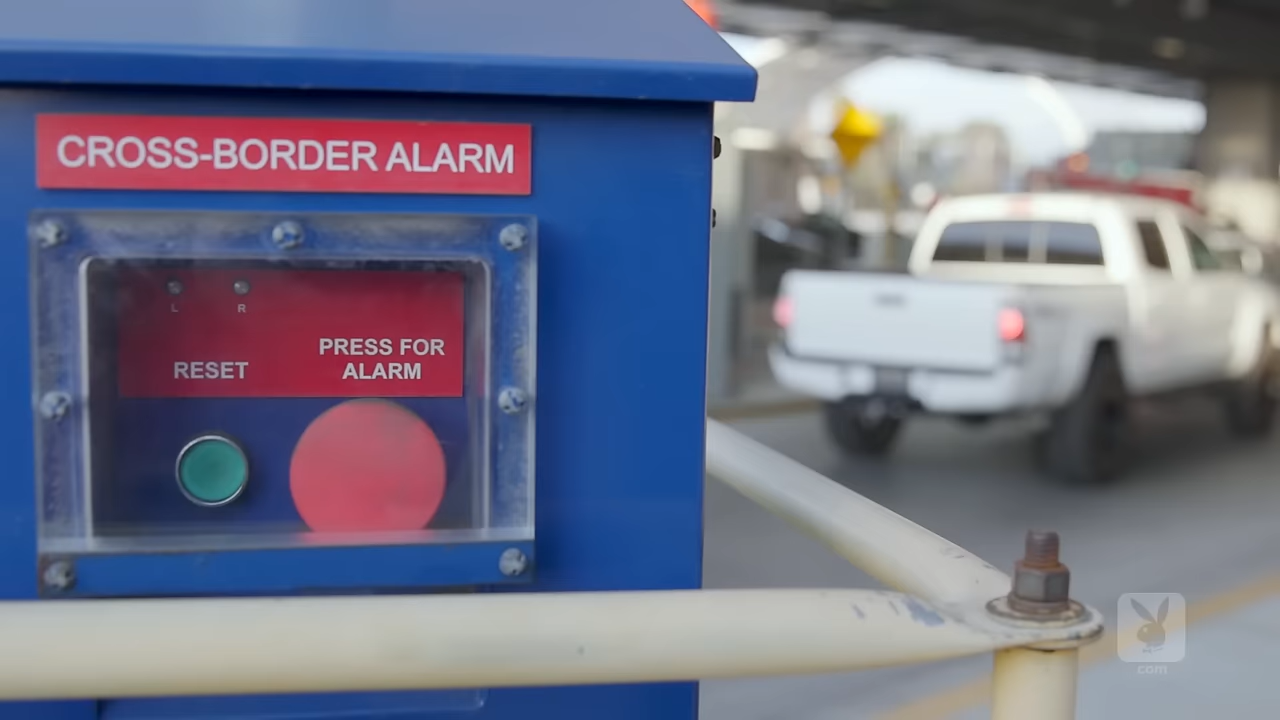 CROSS-BORDER ALARM
L R
PRESS FOR
RESET ALARM
com